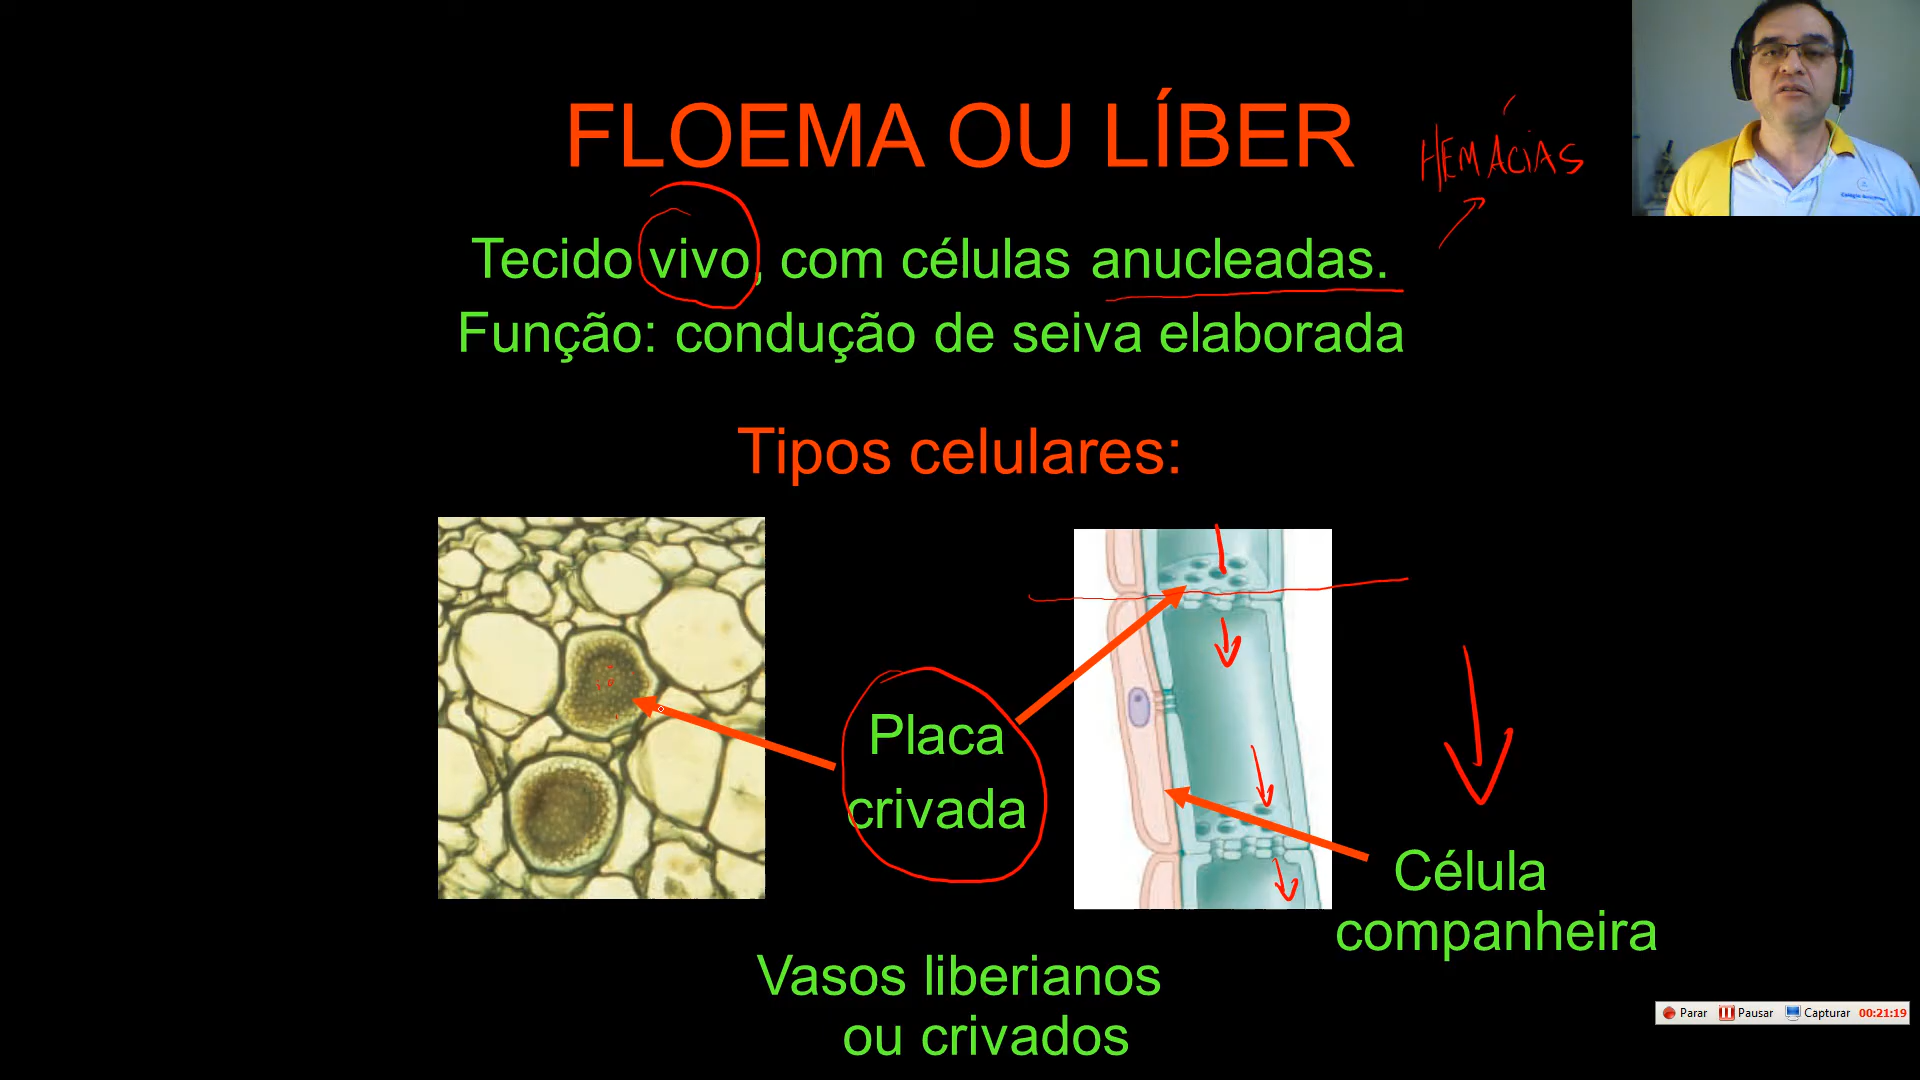 FLOEMA OU LÍBER
HEMÁCIAS
Tecido vivo, com células anucleadas.
Função: condução de seiva elaborada
Tipos celulares:
Placa
crivada
Célula
companheira
Vasos liberianos
ou crivados
Parar Pausar Capturar 00:21:19